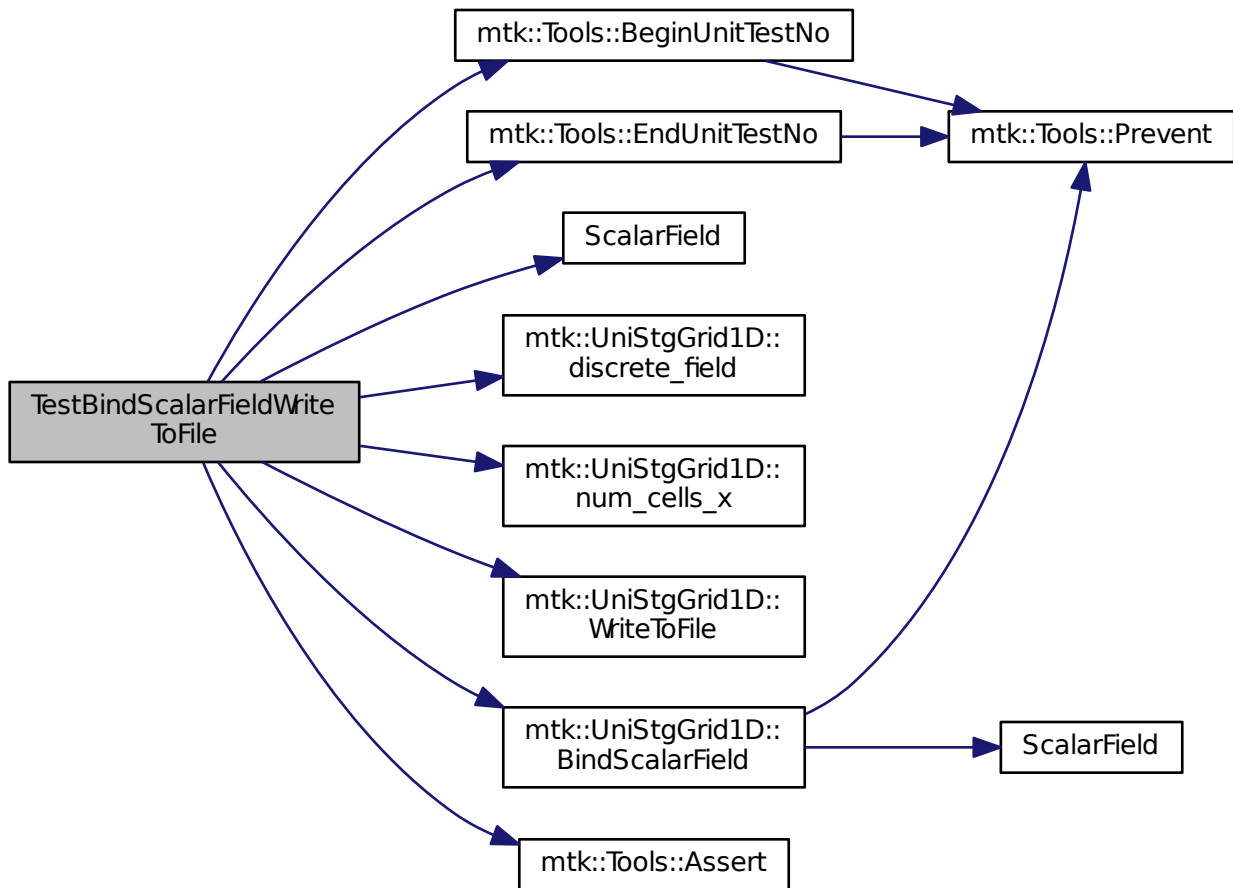 mtk::Tools::BeginUnitTestNo
mtk::Tools::EndUnitTestNo
mtk::Tools::Prevent
ScalarField
mtk::UniStgGrid1D::
discrete_field
TestBindScalarFieldWrite
ToFile
mtk::UniStgGrid1D::
num_cells_x
mtk::UniStgGrid1D::
WriteToFile
mtk::UniStgGrid1D::
BindScalarField
ScalarField
mtk::Tools::Assert